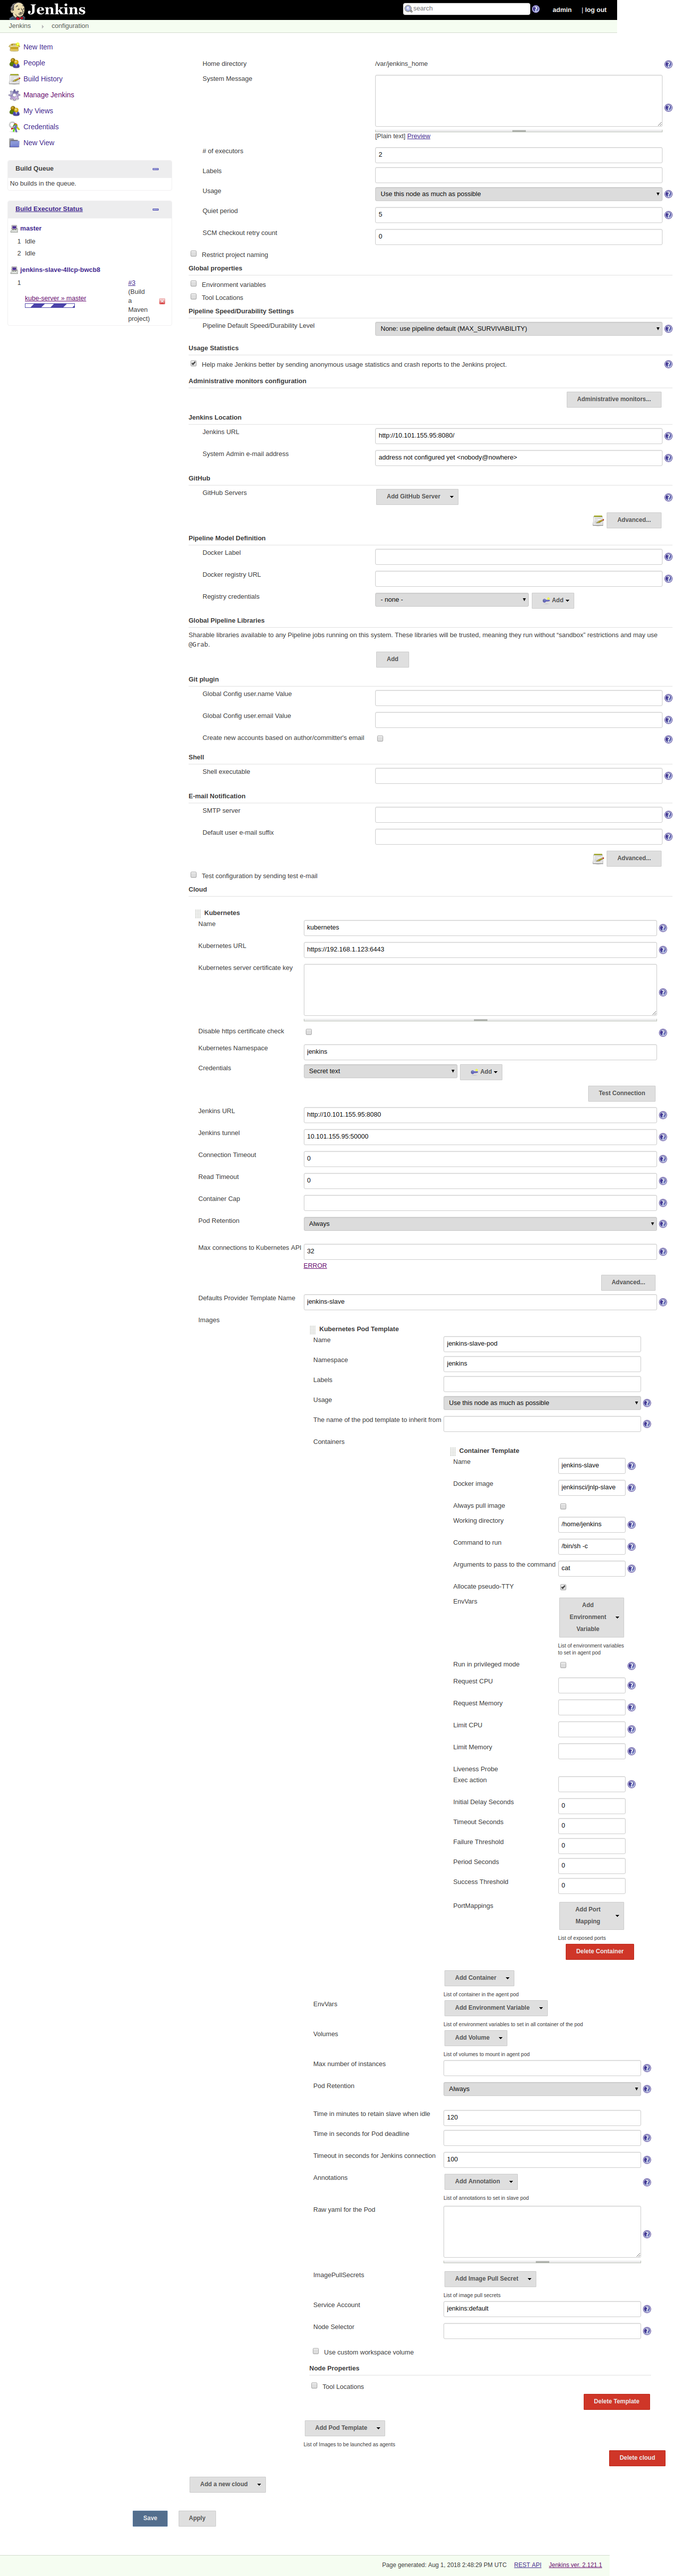 Jenkins
search
admin
| log out
Jenkins › configuration
New Item
People
Build History
Manage Jenkins
My Views
Credentials
New View
Build Queue
No builds in the queue.
Build Executor Status
master
1 Idle
2 Idle
jenkins-slave-4llcp-bwcb8
1
kube-server » master
#3
(Build
a
Maven
project)
Home directory /var/jenkins_home
System Message
[Plain text] Preview
# of executors 2
Labels
Usage Use this node as much as possible
Quiet period 5
SCM checkout retry count 0
Restrict project naming
Global properties
Environment variables
Tool Locations
Pipeline Speed/Durability Settings
Pipeline Default Speed/Durability Level None: use pipeline default (MAX_SURVIVABILITY)
Usage Statistics
Help make Jenkins better by sending anonymous usage statistics and crash reports to the Jenkins project.
Administrative monitors configuration
Administrative monitors...
Jenkins Location
Jenkins URL http://10.101.155.95:8080/
System Admin e-mail address address not configured yet <nobody@nowhere>
GitHub
GitHub Servers Add GitHub Server
Advanced...
Pipeline Model Definition
Docker Label
Docker registry URL
Registry credentials - none - Add
Global Pipeline Libraries
Sharable libraries available to any Pipeline jobs running on this system. These libraries will be trusted, meaning they run without “sandbox” restrictions and may use
@Grab.
Add
Git plugin
Global Config user.name Value
Global Config user.email Value
Create new accounts based on author/committer's email
Shell
Shell executable
E-mail Notification
SMTP server
Default user e-mail suffix
Advanced...
Test configuration by sending test e-mail
Cloud
Kubernetes
Name kubernetes
Kubernetes URL https://192.168.1.123:6443
Kubernetes server certificate key
Disable https certificate check
Kubernetes Namespace jenkins
Credentials Secret text Add
Test Connection
Jenkins URL http://10.101.155.95:8080
Jenkins tunnel 10.101.155.95:50000
Connection Timeout 0
Read Timeout 0
Container Cap
Pod Retention Always
Max connections to Kubernetes API 32
ERROR
Advanced...
Defaults Provider Template Name jenkins-slave
Images
Kubernetes Pod Template
Name jenkins-slave-pod
Namespace jenkins
Labels
Usage Use this node as much as possible
The name of the pod template to inherit from
Containers
Container Template
Name jenkins-slave
Docker image jenkinsci/jnlp-slave
Always pull image
Working directory /home/jenkins
Command to run /bin/sh -c
Arguments to pass to the command cat
Allocate pseudo-TTY
EnvVars Add
Environment
Variable
List of environment variables
to set in agent pod
Run in privileged mode
Request CPU
Request Memory
Limit CPU
Limit Memory
Liveness Probe
Exec action
Initial Delay Seconds 0
Timeout Seconds 0
Failure Threshold 0
Period Seconds 0
Success Threshold 0
PortMappings Add Port
Mapping
List of exposed ports
Delete Container
Add Container
List of container in the agent pod
EnvVars Add Environment Variable
List of environment variables to set in all container of the pod
Volumes Add Volume
List of volumes to mount in agent pod
Max number of instances
Pod Retention Always
Time in minutes to retain slave when idle 120
Time in seconds for Pod deadline
Timeout in seconds for Jenkins connection 100
Annotations Add Annotation
List of annotations to set in slave pod
Raw yaml for the Pod
ImagePullSecrets Add Image Pull Secret
List of image pull secrets
Service Account jenkins:default
Node Selector
Use custom workspace volume
Node Properties
Tool Locations
Delete Template
Add Pod Template
List of Images to be launched as agents
Delete cloud
Add a new cloud
Save Apply
Page generated: Aug 1, 2018 2:48:29 PM UTC REST API Jenkins ver. 2.121.1